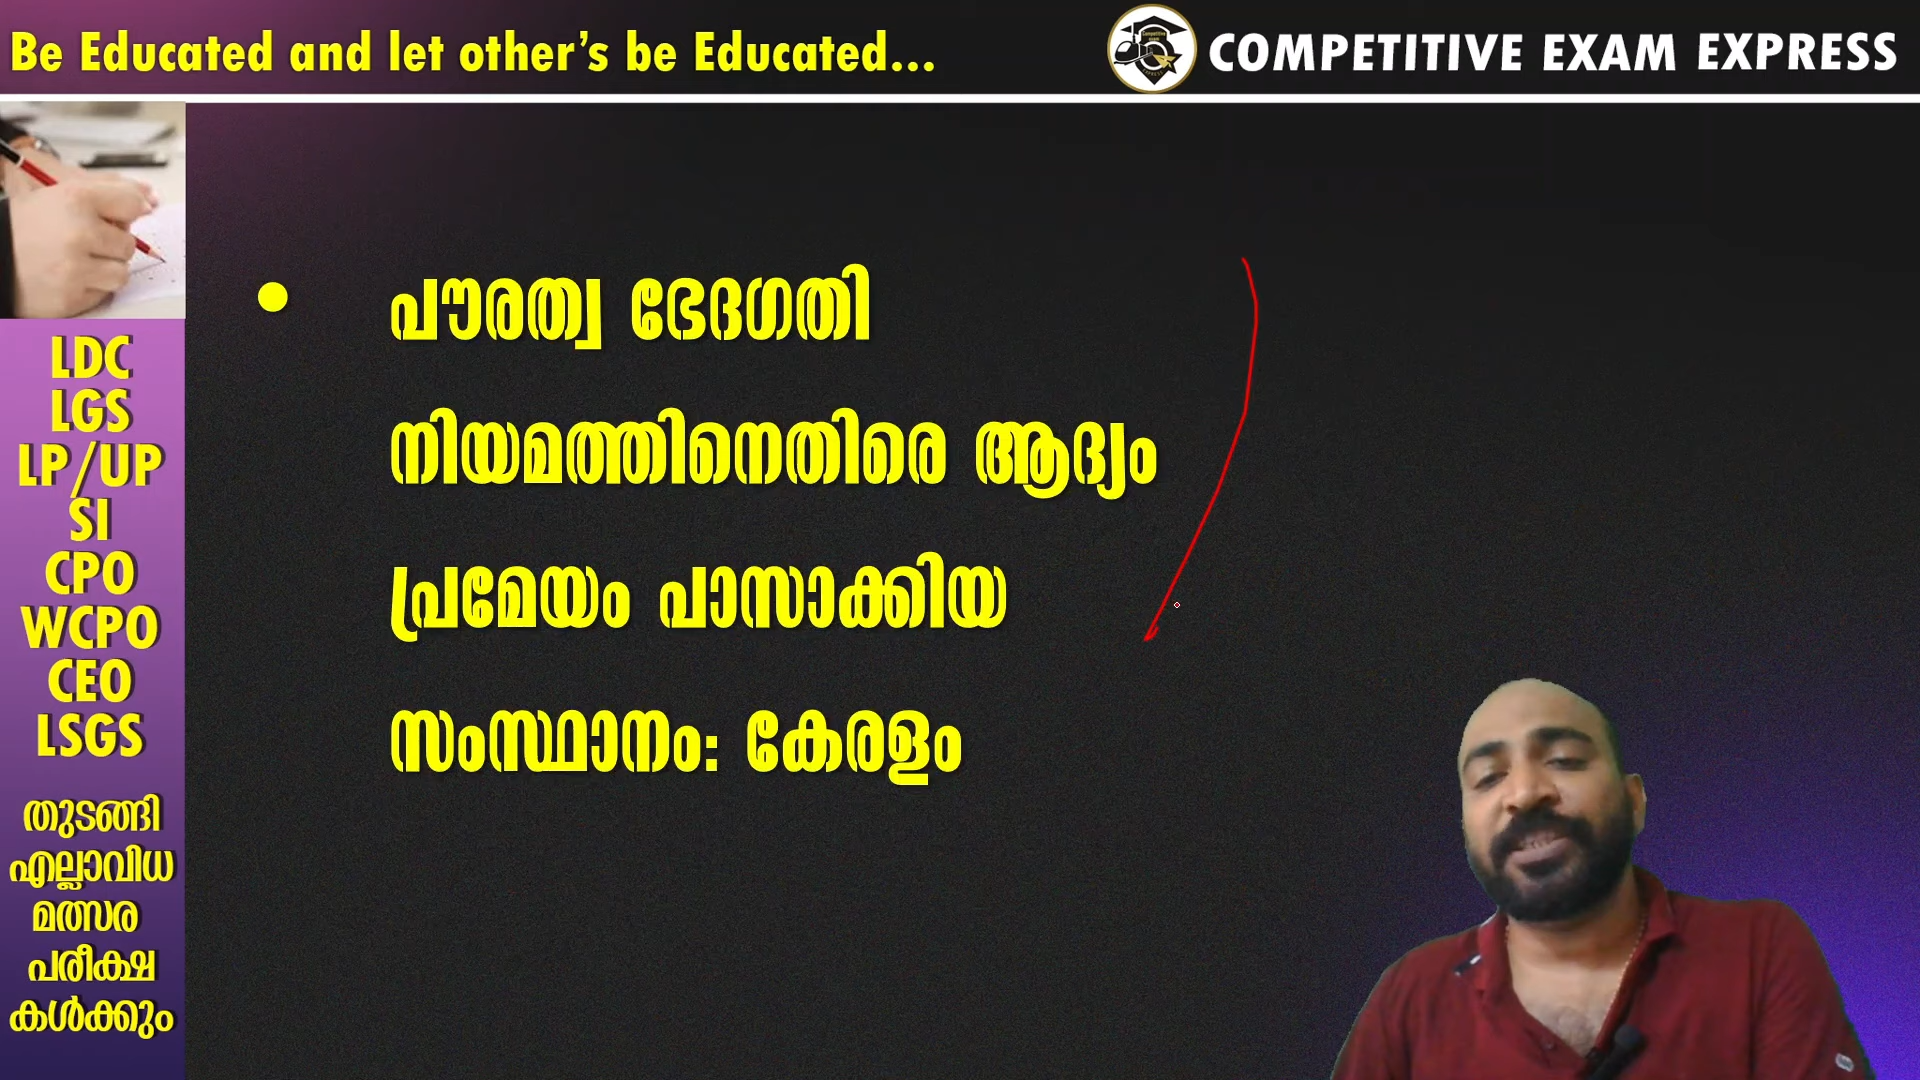 Be Educated and let other's be Educated...
COMPETITIVE EXAM EXPRESS
• പൗരത്വ ഭേദഗതി
നിയമത്തിനെതിരെ ആദ്യം
പ്രമേയം പാസാക്കിയ
സംസ്ഥാനം: കേരളം
LDC
LGS
LP/UP
SI
CPO
WCPO
CEO
LSGS
തുടങ്ങി
എല്ലാവിധ
മത്സര
പരീക്ഷ
കൾക്കും